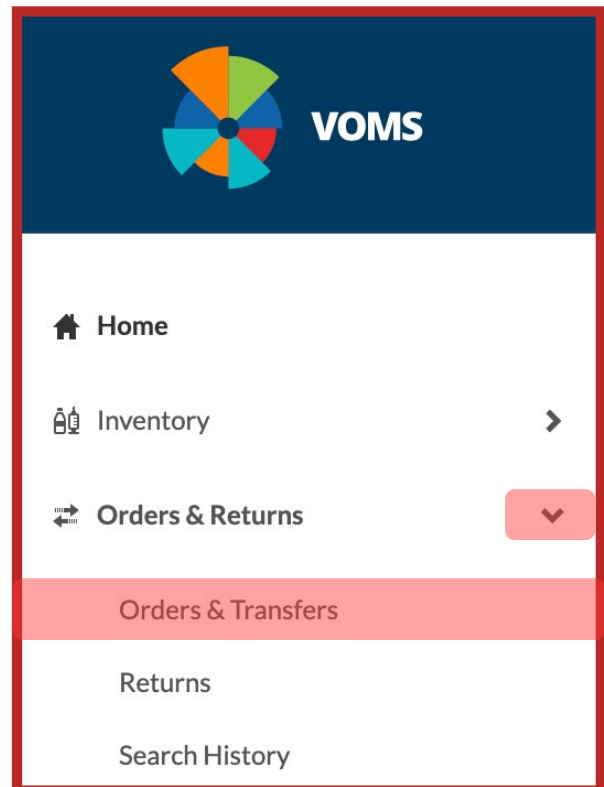 VOMS
Home
Inventory
Orders & Returns
Orders & Transfers
Returns
Search History